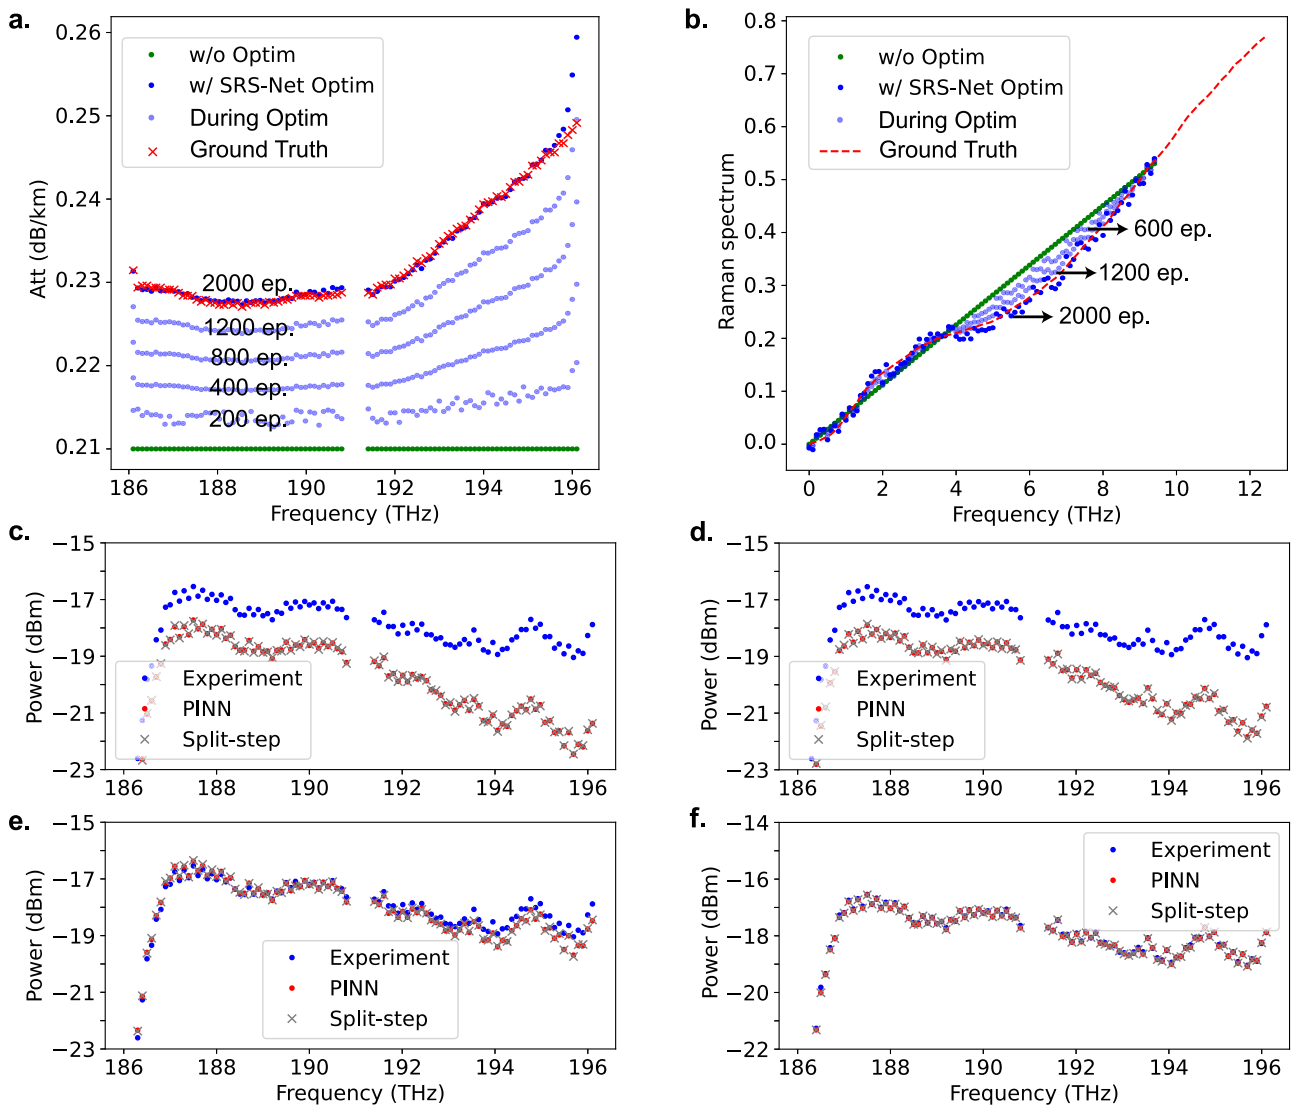 a.
0.26
0.25
0.24
0.23
0.22
0.21
Att (dB/km)
w/o Optim
w/ SRS-Net Optim
During Optim
Ground Truth
2000 ep.
1200 ep.
800 ep.
400 ep.
200 ep.
186 188 190 192 194 196
Frequency (THz)
b.
0.8
0.7
0.6
0.5
0.4
0.3
0.2
0.1
0.0
Raman spectrum
w/o Optim
w/ SRS-Net Optim
During Optim
Ground Truth
600 ep.
1200 ep.
2000 ep.
0 2 4 6 8 10 12
Frequency (THz)
c.
−15
−17
−19
−21
−23
Power (dBm)
Experiment
PINN
Split-step
186 188 190 192 194 196
d.
−15
−17
−19
−21
−23
Power (dBm)
Experiment
PINN
Split-step
186 188 190 192 194 196
e.
−15
−17
−19
−21
−23
Power (dBm)
Experiment
PINN
Split-step
186 188 190 192 194 196
Frequency (THz)
f.
−14
−16
−18
−20
−22
Power (dBm)
Experiment
PINN
Split-step
186 188 190 192 194 196
Frequency (THz)